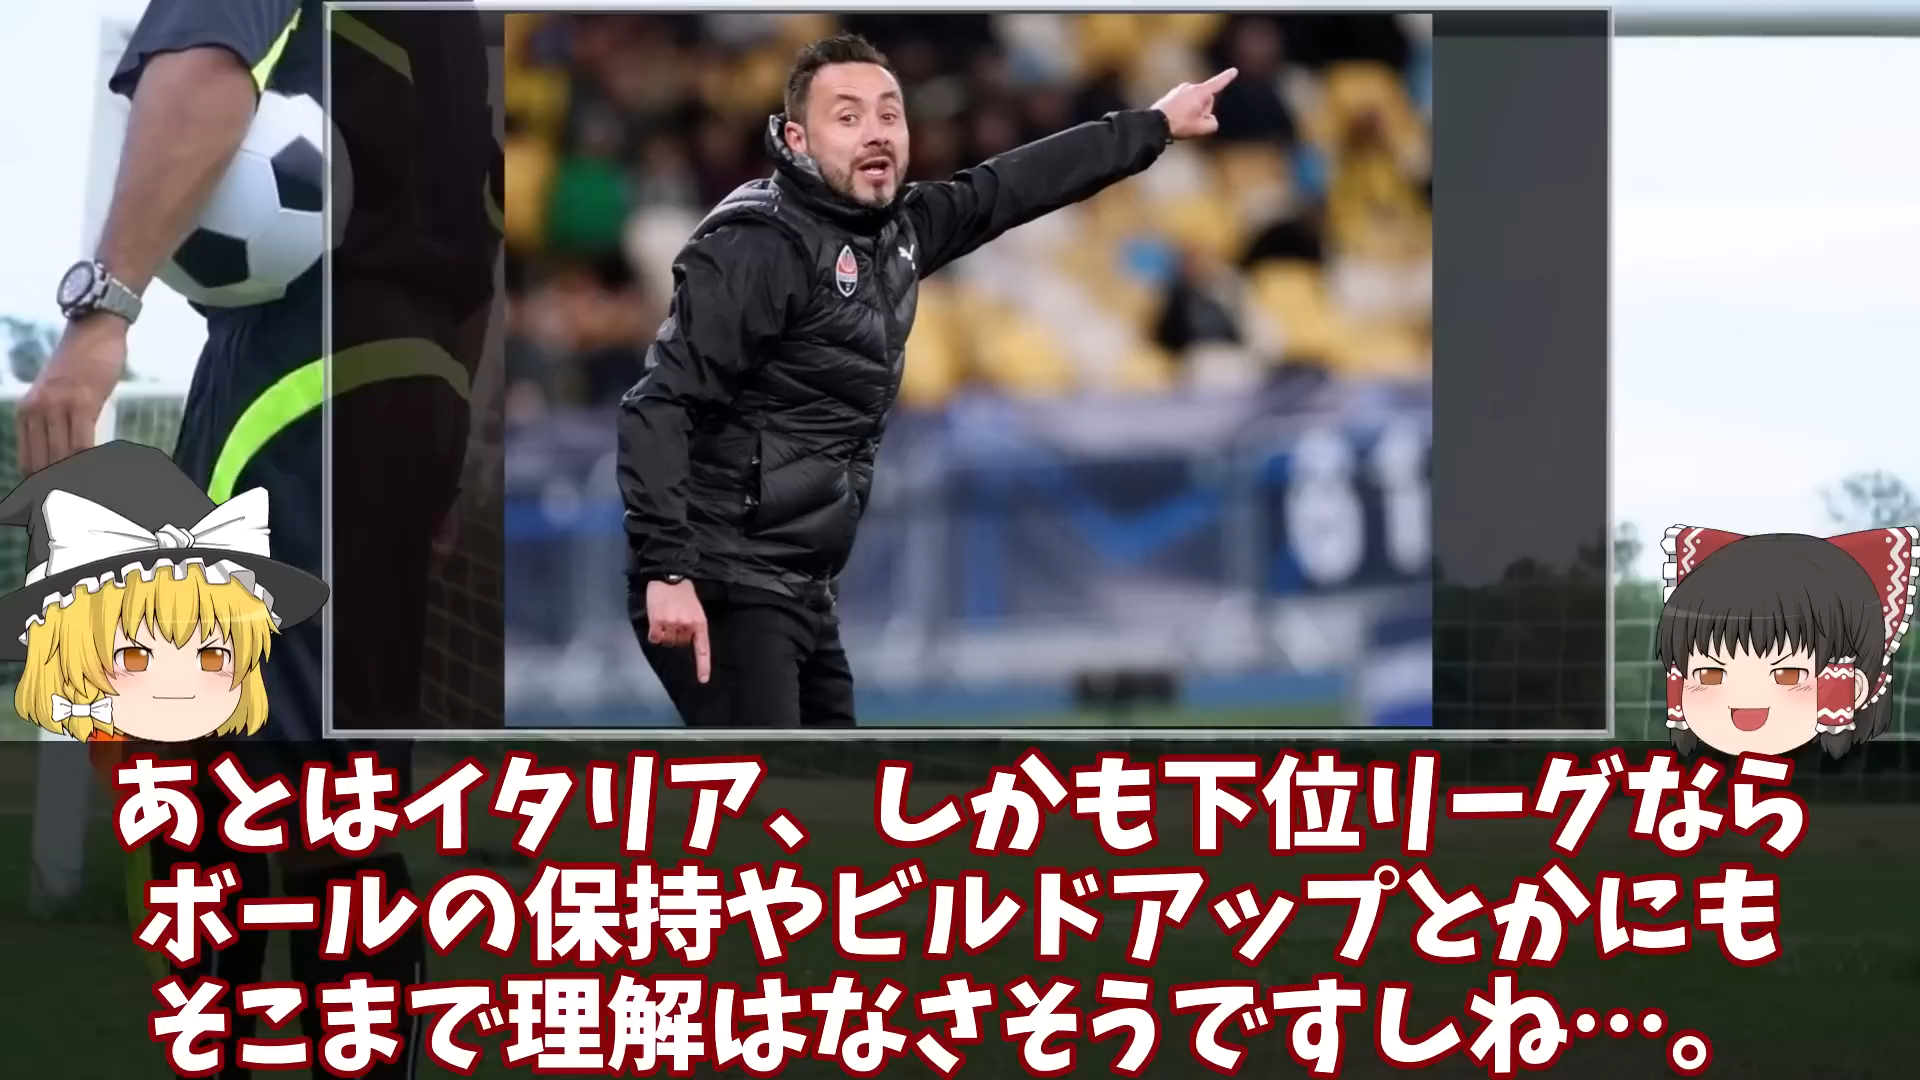 あとはイタリア、しかも下位リーグなら
ボールの保持やビルドアップとかにも
そこまで理解はなさそうですしね…。